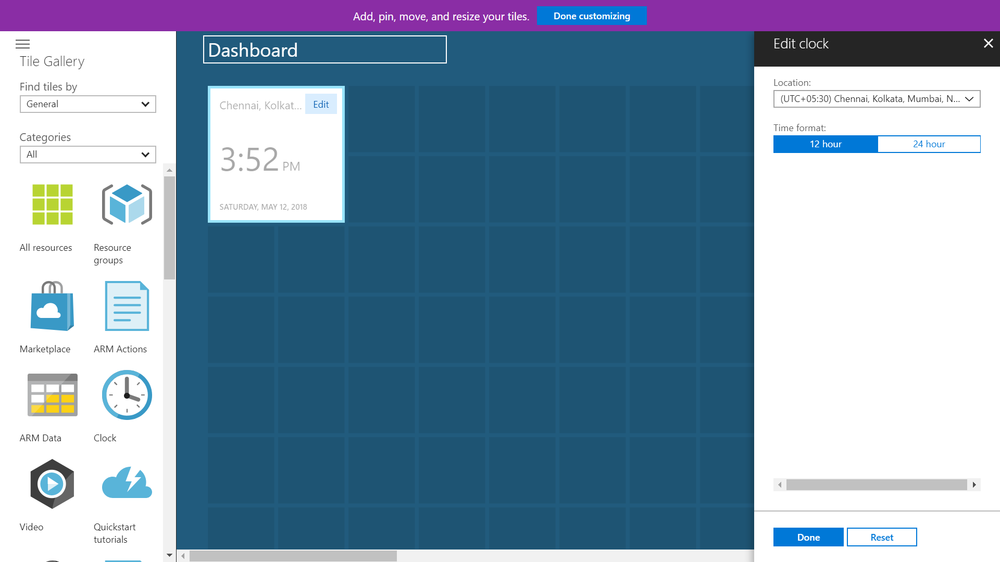 Add, pin, move, and resize your tiles.
Done customizing
Tile Gallery
Find tiles by
General
Categories
All
All resources
Resource
groups
Marketplace
ARM Actions
ARM Data
Clock
Video
Quickstart
tutorials
Dashboard
Chennai, Kolkat...
Edit
3:52 PM
SATURDAY, MAY 12, 2018
Edit clock
Location:
(UTC+05:30) Chennai, Kolkata, Mumbai, N...
Time format:
12 hour
24 hour
Done
Reset